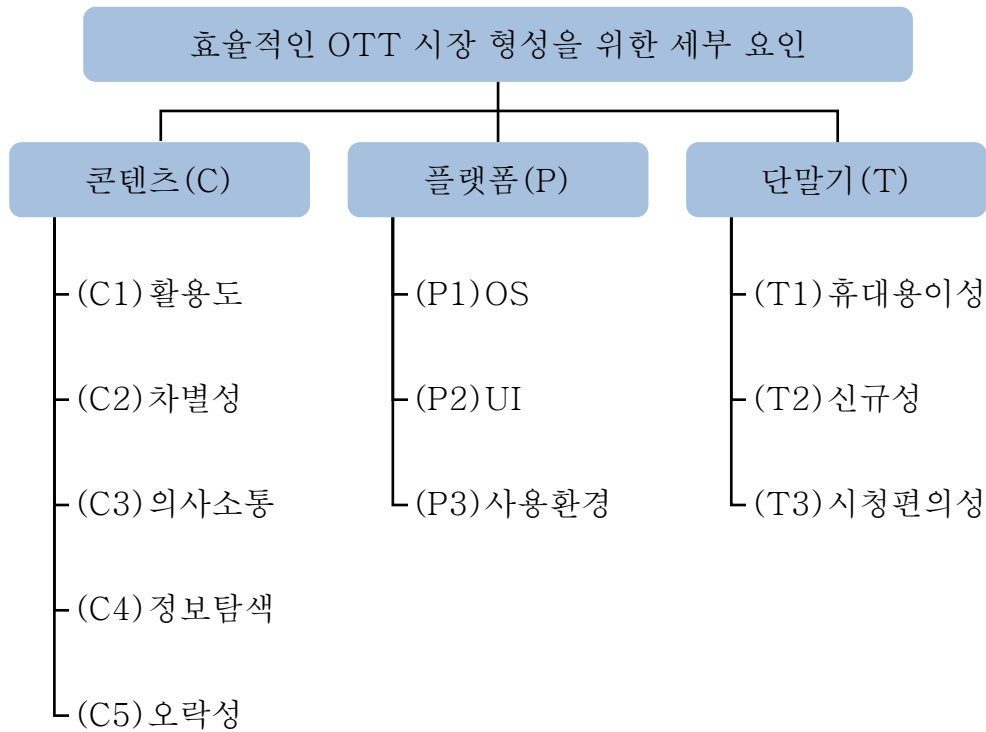 효율적인 OTT 시장 형성을 위한 세부 요인
콘텐츠(C)
플랫폼(P)
단말기(T)
(C1)활용도
(C2)차별성
(C3)의사소통
(C4)정보탐색
(C5)오락성
(P1)OS
(P2)UI
(P3)사용환경
(T1)휴대용이성
(T2)신규성
(T3)시청편의성